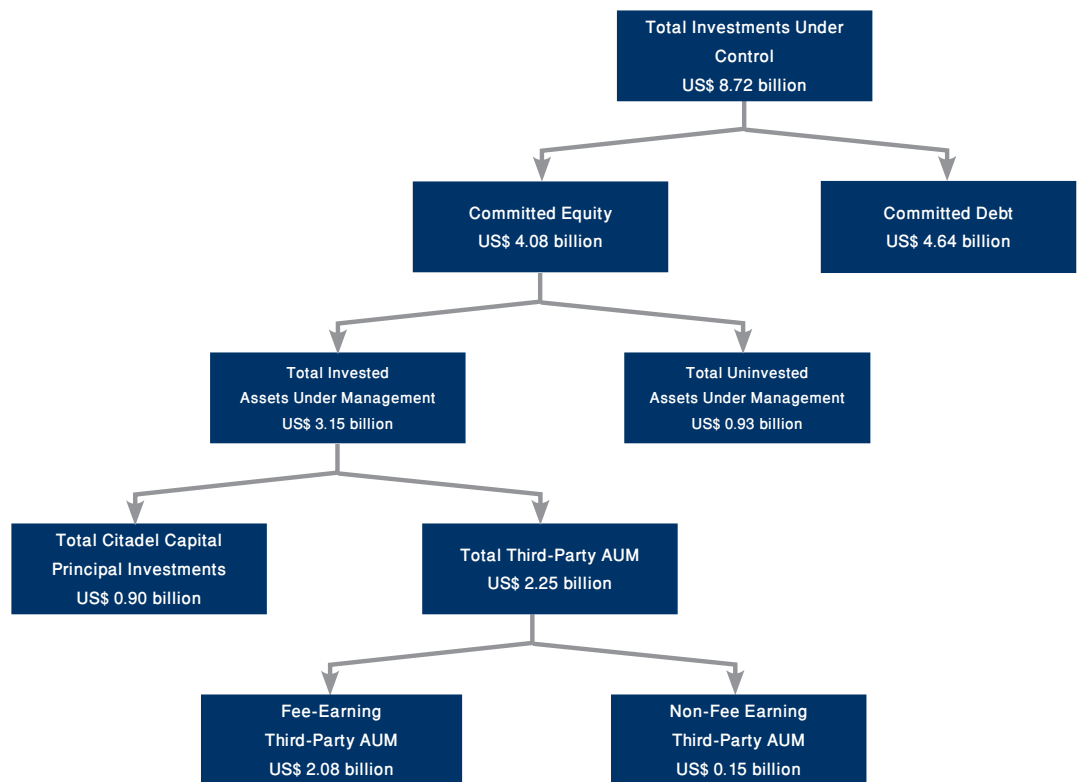 Total Investments Under
Control
US$ 8.72 billion
Committed Equity
US$ 4.08 billion
Committed Debt
US$ 4.64 billion
Total Invested
Assets Under Management
US$ 3.15 billion
Total Uninvested
Assets Under Management
US$ 0.93 billion
Total Citadel Capital
Principal Investments
US$ 0.90 billion
Total Third-Party AUM
US$ 2.25 billion
Fee-Earning
Third-Party AUM
US$ 2.08 billion
Non-Fee Earning
Third-Party AUM
US$ 0.15 billion